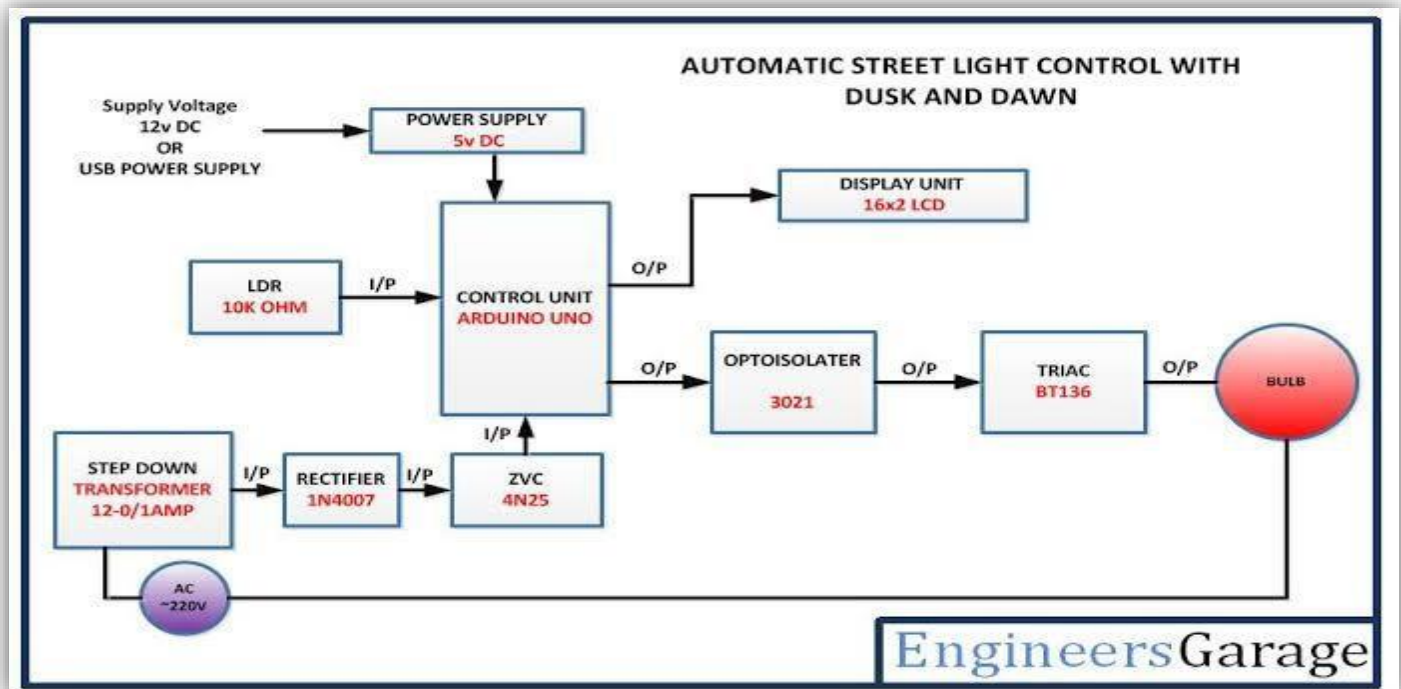 AUTOMATIC STREET LIGHT CONTROL WITH
DUSK AND DAWN
Supply Voltage
12v DC
OR
USB POWER SUPPLY
POWER SUPPLY
5v DC
DISPLAY UNIT
16x2 LCD
O/P
LDR
10K OHM
I/P
CONTROL UNIT
ARDUINO UNO
O/P
OPTOISOLATER
3021
O/P
TRIAC
BT136
O/P
BULB
I/P
STEP DOWN
TRANSFORMER
12-0/1AMP
I/P
RECTIFIER
1N4007
I/P
ZVC
4N25
AC
~220V
EngineersGarage